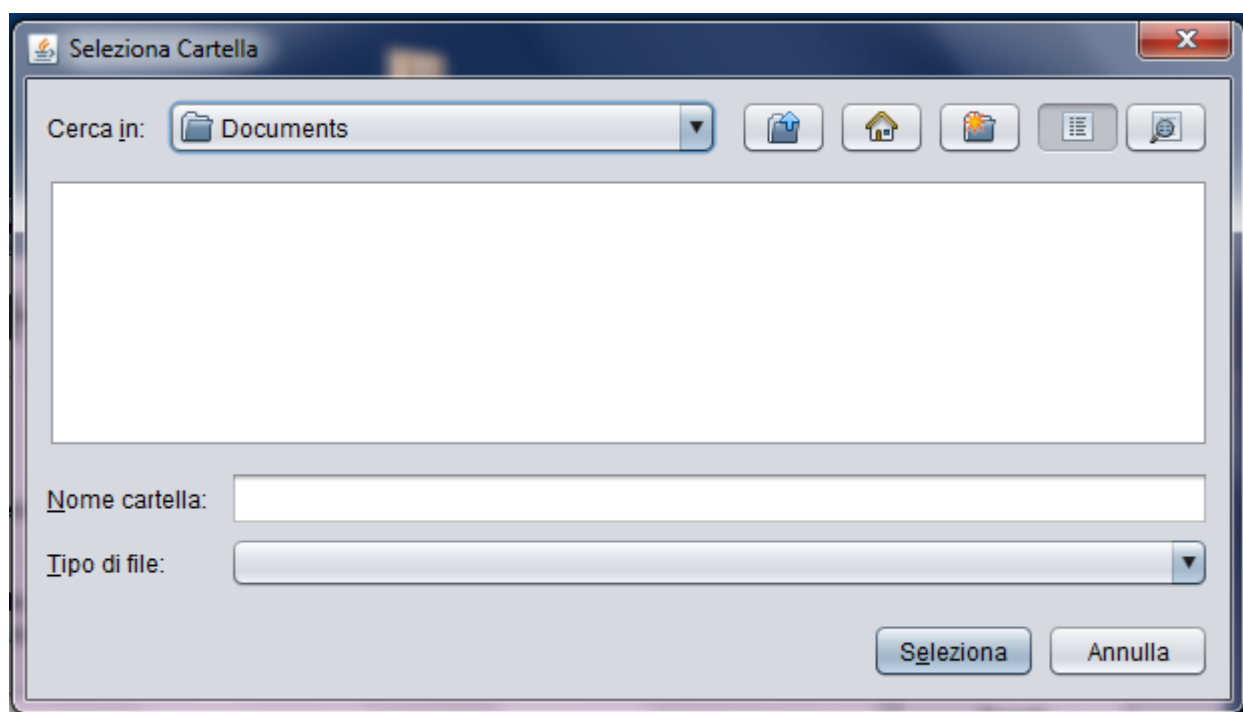 Seleziona Cartella
Cerca in: Documents
Nome cartella:
Tipo di file:
Seleziona Annulla